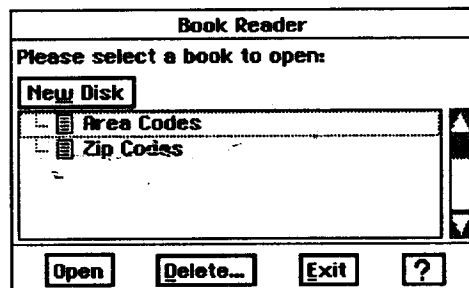 Book Reader
Please select a book to open:
New Disk
Area Codes
Zip Codes
Open Delete... Exit ?